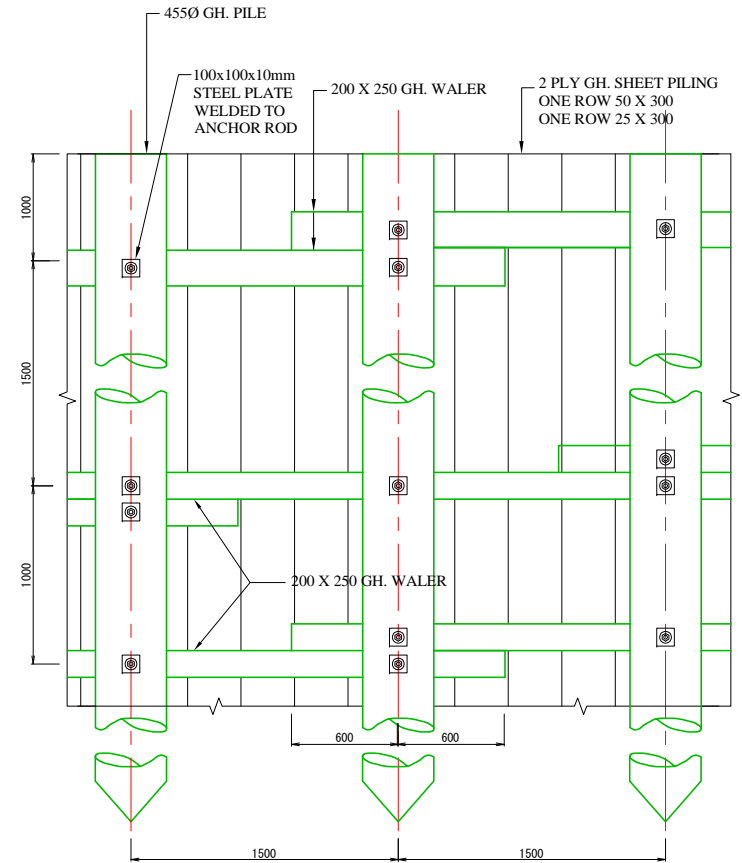 455Ø GH. PILE
100x100x10mm
STEEL PLATE
WELDED TO
ANCHOR ROD
200 X 250 GH. WALER
2 PLY GH. SHEET PILING
ONE ROW 50 X 300
ONE ROW 25 X 300
1000
1500
1000
200 X 250 GH. WALER
600
600
1500
1500